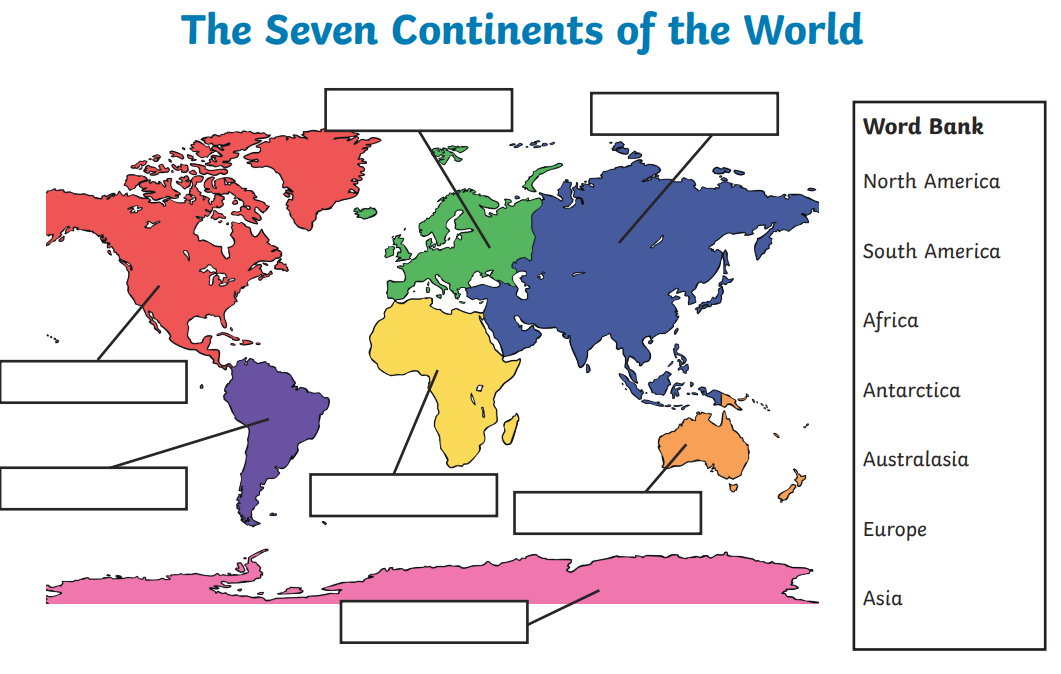 The Seven Continents of the World
Word Bank
North America
South America
Africa
Antarctica
Australasia
Europe
Asia